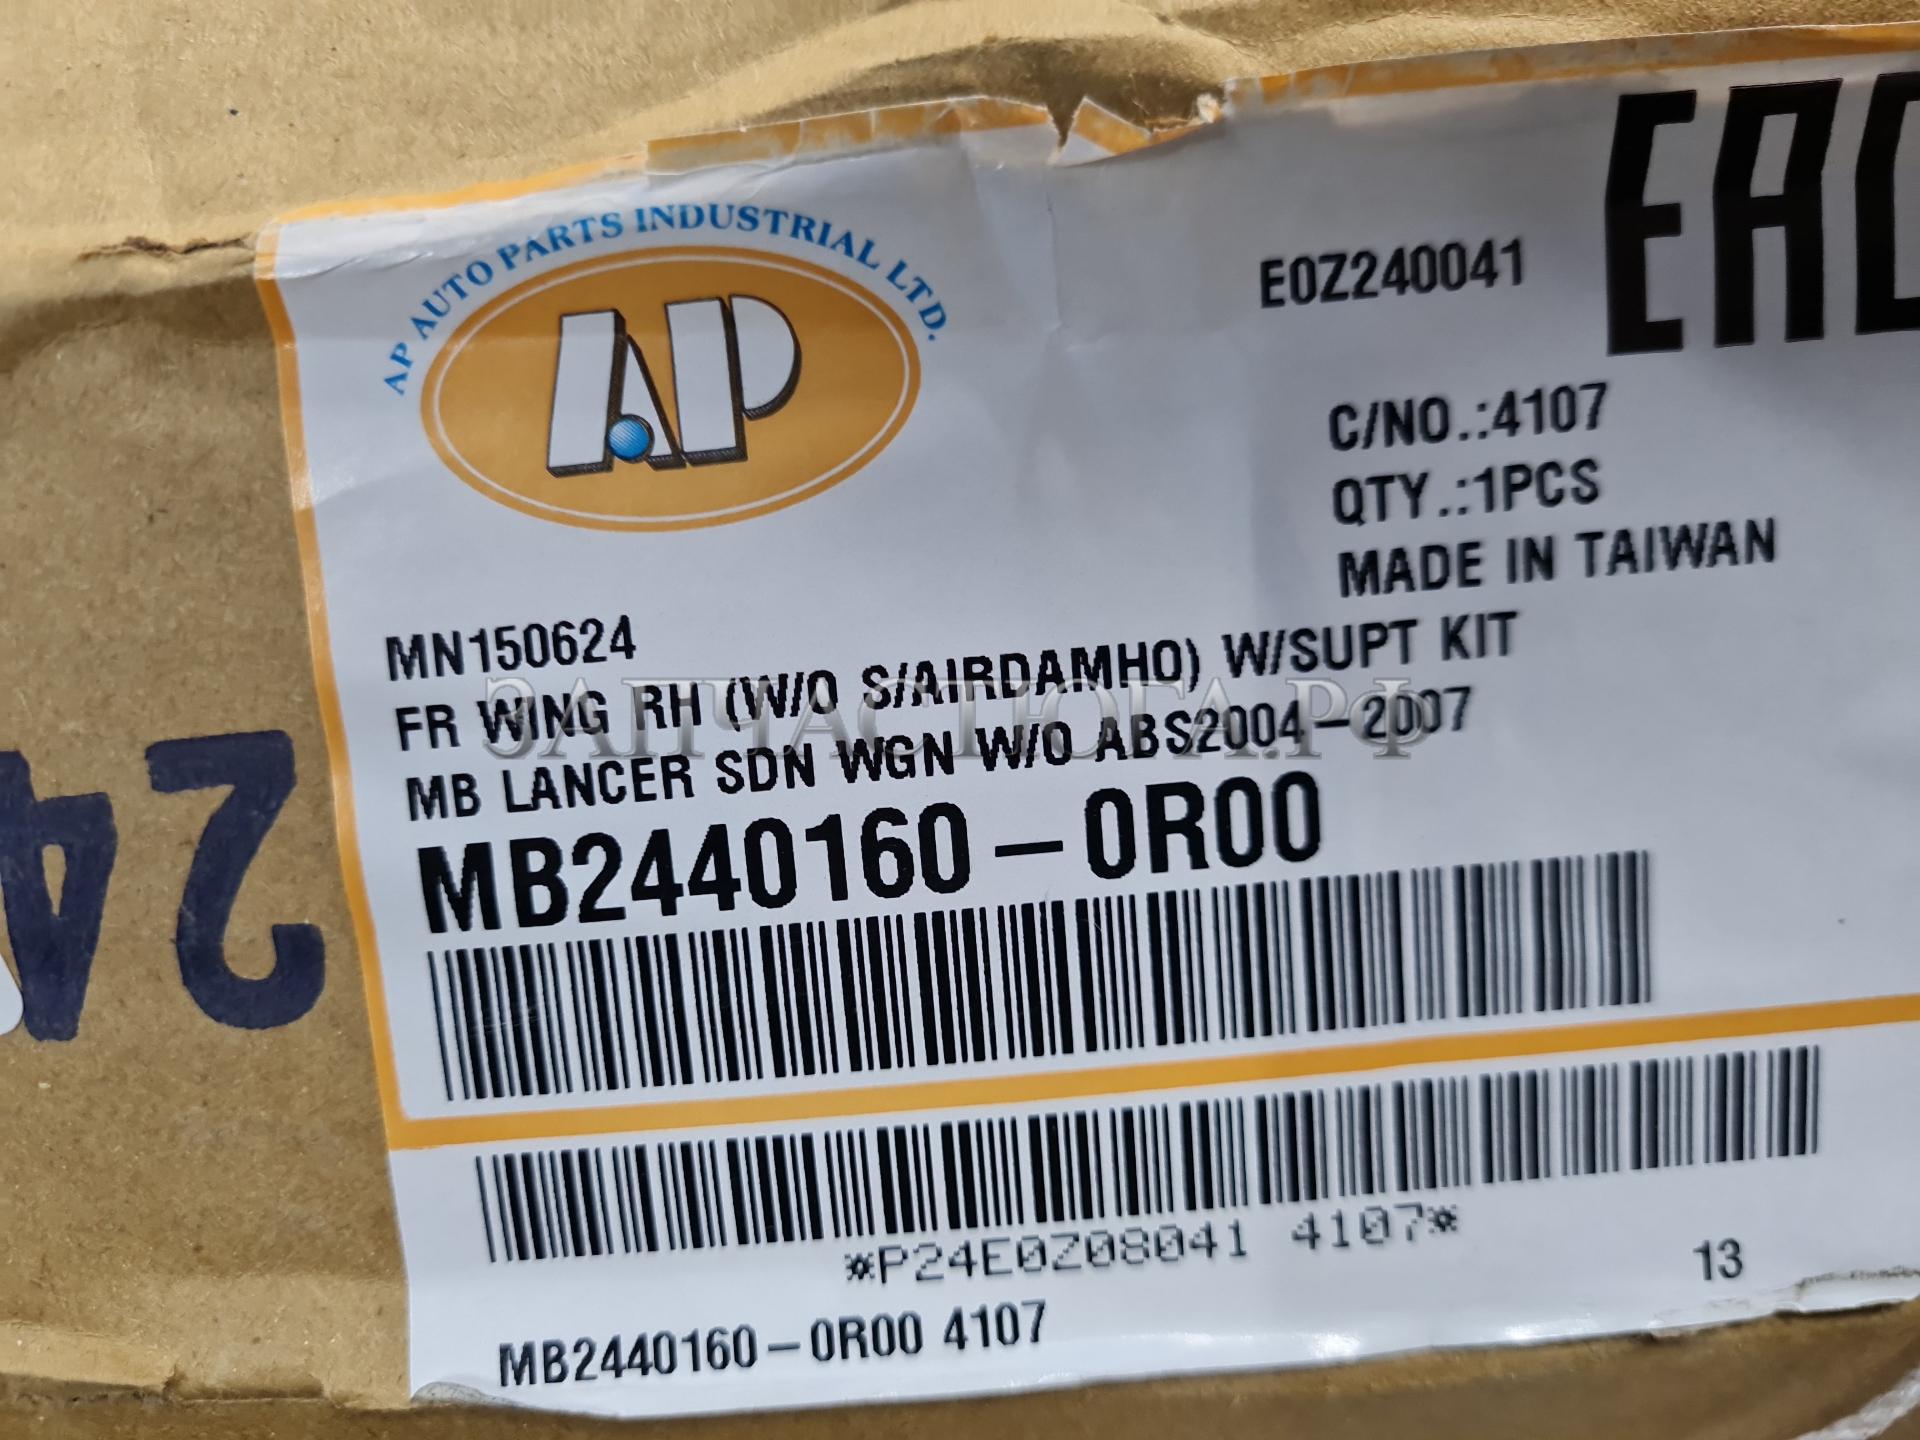 AP AUTO PARTS INDUSTRIAL LTD.
AP
E0Z240041
EAC
C/NO.:4107
QTY.:1PCS
MADE IN TAIWAN
MN150624
FR WING RH (W/O S/AIRDAMHO) W/SUPT KIT
ЗАПЧАСТЮГА.РФ
MB LANCER SDN WGN W/O ABS2004-2007
MB2440160-0R00
*P24E0Z08041 4107*
13
MB2440160-0R00 4107
24